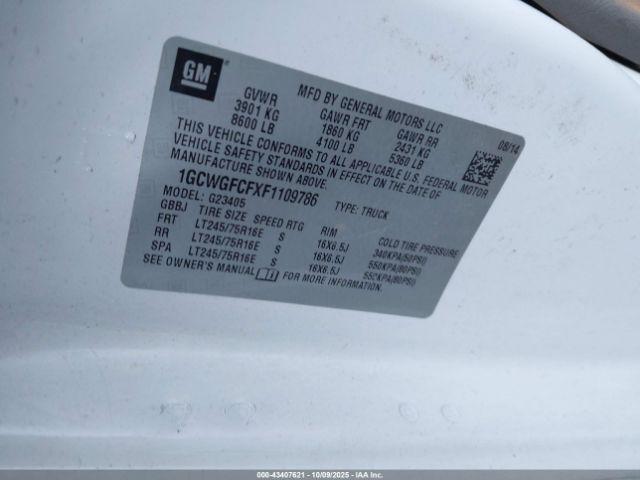 GM
MFD BY GENERAL MOTORS LLC 08/14
GVWR GAWR FRT GAWR RR
3901 KG 1860 KG 2431 KG
8600 LB 4100 LB 5360 LB
THIS VEHICLE CONFORMS TO ALL APPLICABLE U.S. FEDERAL MOTOR
VEHICLE SAFETY STANDARDS IN EFFECT ON THE DATE OF
MANUFACTURE SHOWN ABOVE.
1GCWGFCFXF1109786 TYPE: TRUCK
MODEL: G23405
GBBJ TIRE SIZE SPEED RTG RIM COLD TIRE PRESSURE
FRT LT245/75R16E S 16X6.5J 340KPA(50PSI)
RR LT245/75R16E S 16X6.5J 550KPA(80PSI)
SPA LT245/75R16E S 16X6.5J 550KPA(80PSI)
SEE OWNER'S MANUAL FOR MORE INFORMATION.
000-43407621 - 10/09/2025 - Copyright © IAA, LLC